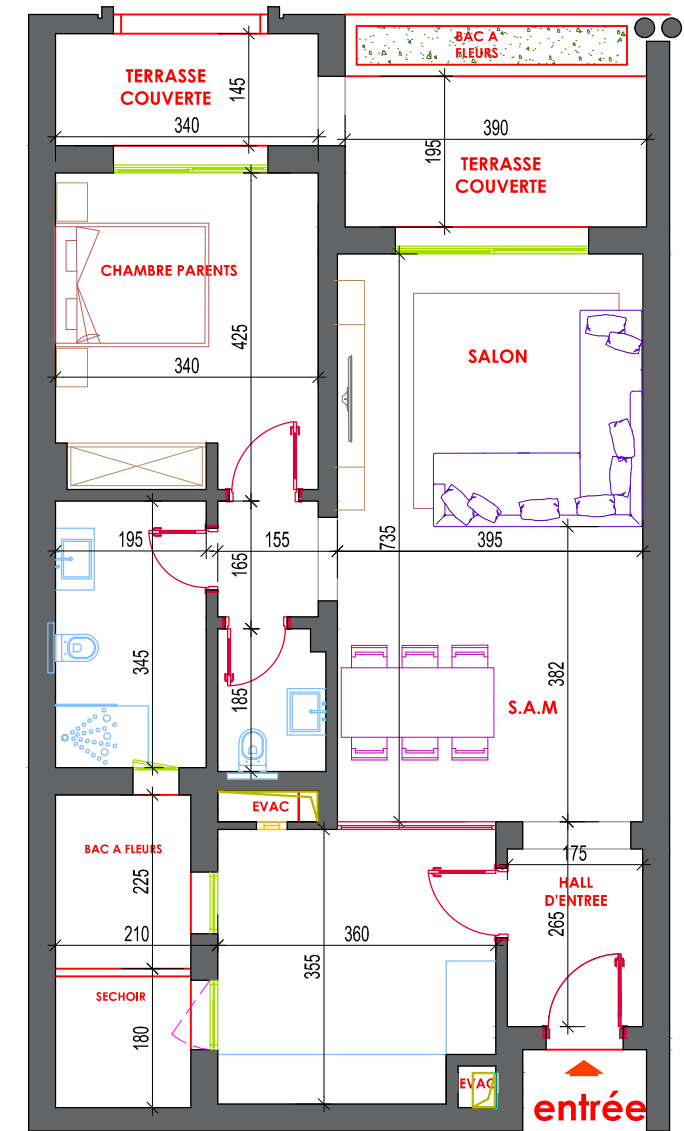 BAC A
FLEURS
TERRASSE
COUVERTE
145
340
390
195
TERRASSE
COUVERTE
CHAMBRE PARENTS
425
340
SALON
195
155
165
735
395
345
185
382
S.A.M
EVAC
BAC A FLEURS
225
175
HALL
D'ENTREE
265
210
360
355
SECHOIR
180
EVAC
entrée